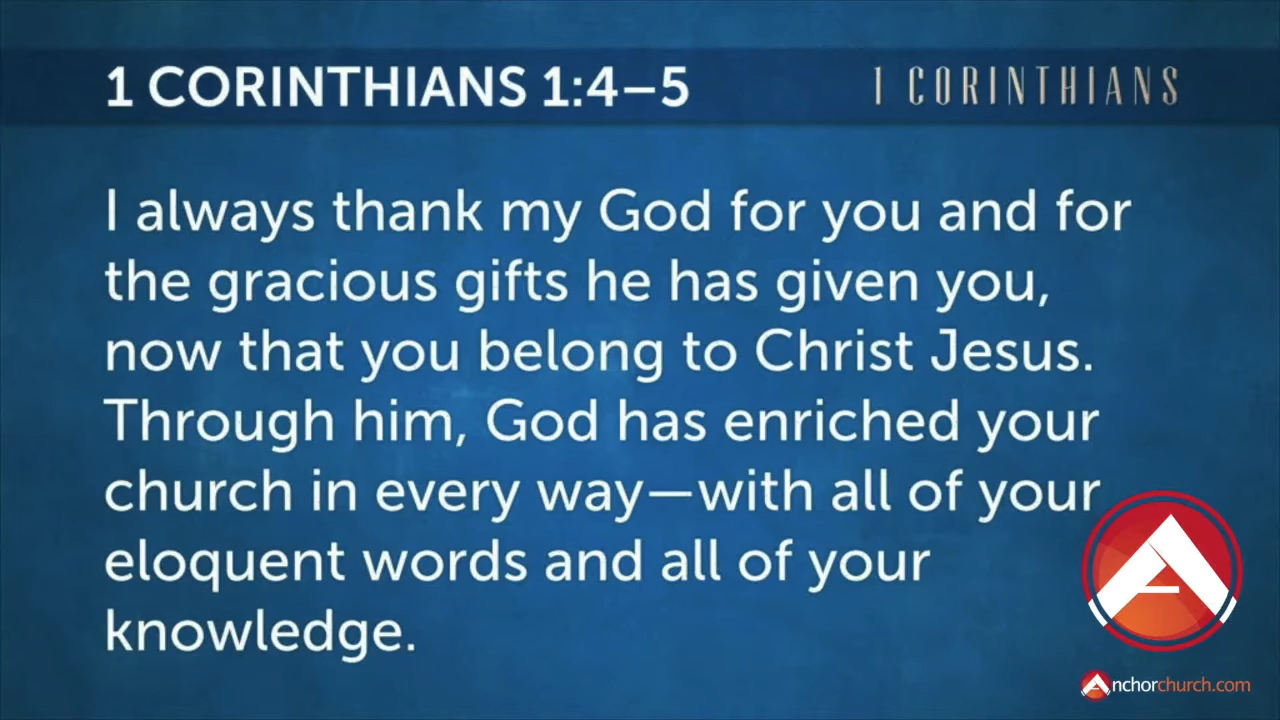 1 CORINTHIANS 1:4–5
1 CORINTHIANS
I always thank my God for you and for
the gracious gifts he has given you,
now that you belong to Christ Jesus.
Through him, God has enriched your
church in every way—with all of your
eloquent words and all of your
knowledge.
Anchorchurch.com